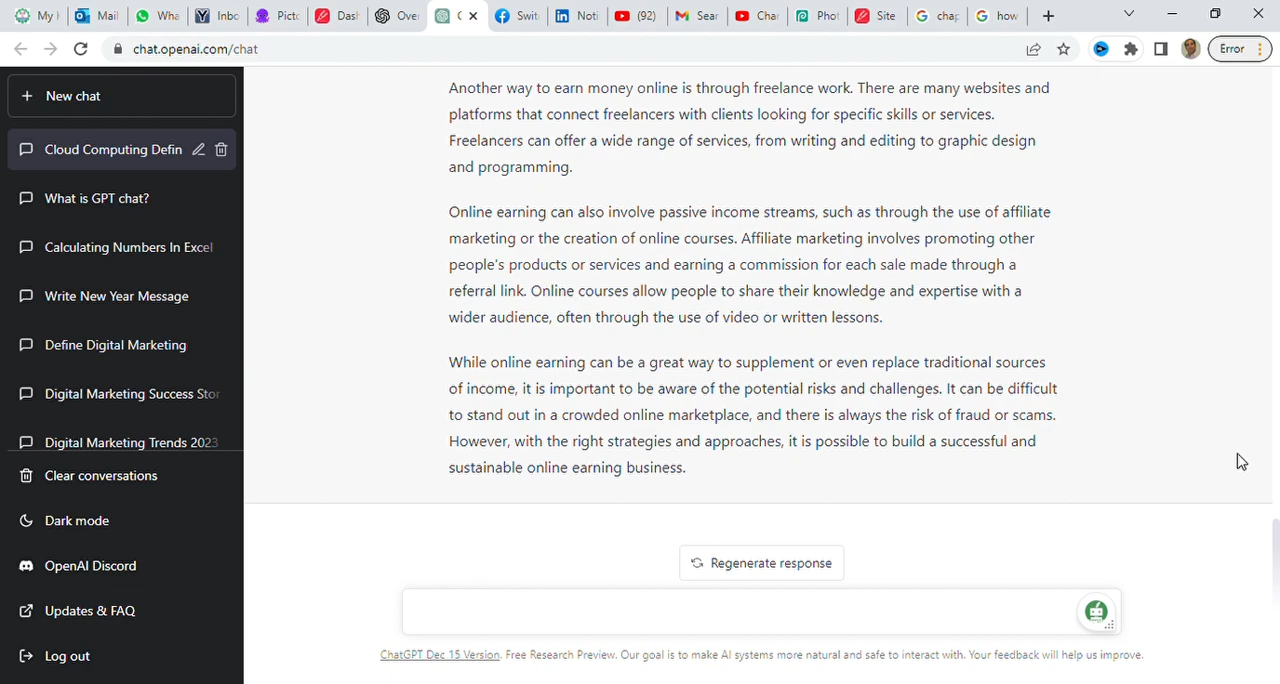 My
Mail
Wha
Inbo
Picto
Dash
Ove
C
Swit
Noti
(92)
Sear
Char
Phot
Site
chap
how
chat.openai.com/chat
Error
New chat
Cloud Computing Defin
What is GPT chat?
Calculating Numbers In Excel
Write New Year Message
Define Digital Marketing
Digital Marketing Success Stor
Digital Marketing Trends 2023
Clear conversations
Dark mode
OpenAI Discord
Updates & FAQ
Log out
Another way to earn money online is through freelance work. There are many websites and
platforms that connect freelancers with clients looking for specific skills or services.
Freelancers can offer a wide range of services, from writing and editing to graphic design
and programming.
Online earning can also involve passive income streams, such as through the use of affiliate
marketing or the creation of online courses. Affiliate marketing involves promoting other
people's products or services and earning a commission for each sale made through a
referral link. Online courses allow people to share their knowledge and expertise with a
wider audience, often through the use of video or written lessons.
While online earning can be a great way to supplement or even replace traditional sources
of income, it is important to be aware of the potential risks and challenges. It can be difficult
to stand out in a crowded online marketplace, and there is always the risk of fraud or scams.
However, with the right strategies and approaches, it is possible to build a successful and
sustainable online earning business.
Regenerate response
ChatGPT Dec 15 Version. Free Research Preview. Our goal is to make AI systems more natural and safe to interact with. Your feedback will help us improve.